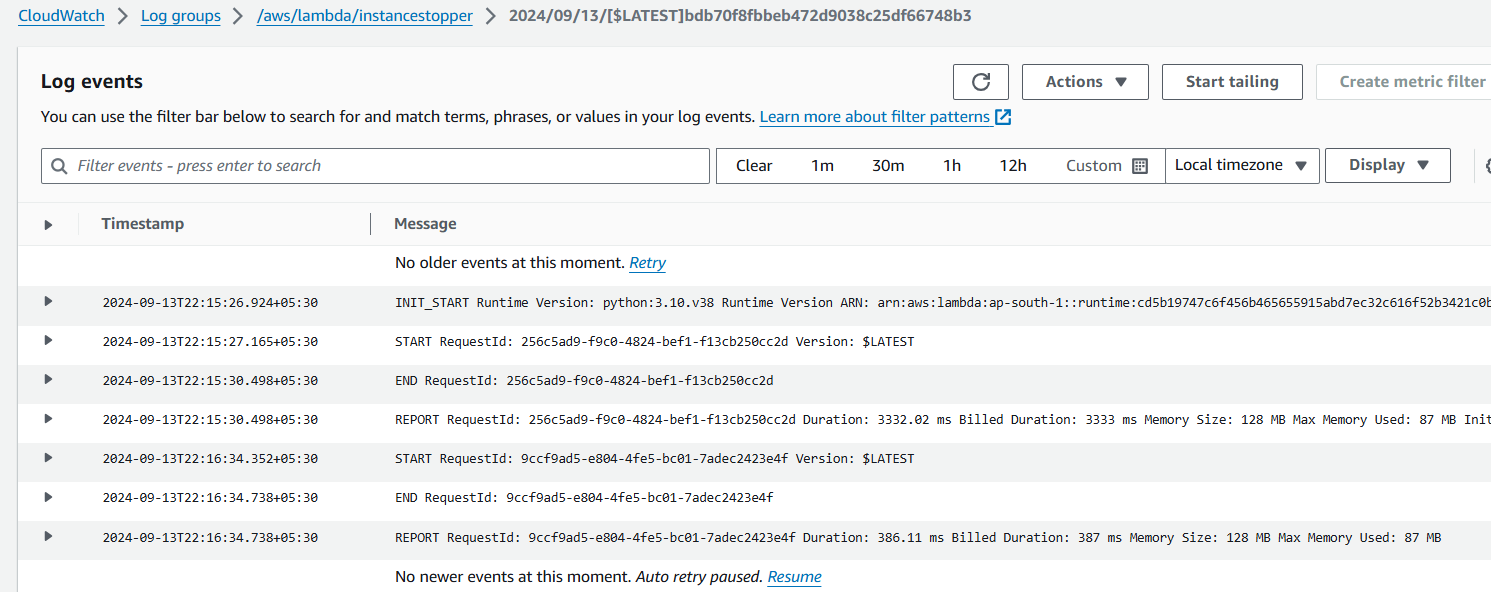 CloudWatch > Log groups > /aws/lambda/instancestopper > 2024/09/13/[$LATEST]bdb70f8fbbeb472d9038c25df66748b3
Log events
Actions
Start tailing
Create metric filter
You can use the filter bar below to search for and match terms, phrases, or values in your log events. Learn more about filter patterns
Filter events - press enter to search
Clear 1m 30m 1h 12h Custom Local timezone Display
Timestamp Message
No older events at this moment. Retry
2024-09-13T22:15:26.924+05:30 INIT_START Runtime Version: python:3.10.v38 Runtime Version ARN: arn:aws:lambda:ap-south-1::runtime:cd5b19747c6f456b465655915abd7ec32c616f52b3421c0b
2024-09-13T22:15:27.165+05:30 START RequestId: 256c5ad9-f9c0-4824-bef1-f13cb250cc2d Version: $LATEST
2024-09-13T22:15:30.498+05:30 END RequestId: 256c5ad9-f9c0-4824-bef1-f13cb250cc2d
2024-09-13T22:15:30.498+05:30 REPORT RequestId: 256c5ad9-f9c0-4824-bef1-f13cb250cc2d Duration: 3332.02 ms Billed Duration: 3333 ms Memory Size: 128 MB Max Memory Used: 87 MB Init
2024-09-13T22:16:34.352+05:30 START RequestId: 9ccf9ad5-e804-4fe5-bc01-7adec2423e4f Version: $LATEST
2024-09-13T22:16:34.738+05:30 END RequestId: 9ccf9ad5-e804-4fe5-bc01-7adec2423e4f
2024-09-13T22:16:34.738+05:30 REPORT RequestId: 9ccf9ad5-e804-4fe5-bc01-7adec2423e4f Duration: 386.11 ms Billed Duration: 387 ms Memory Size: 128 MB Max Memory Used: 87 MB
No newer events at this moment. Auto retry paused. Resume